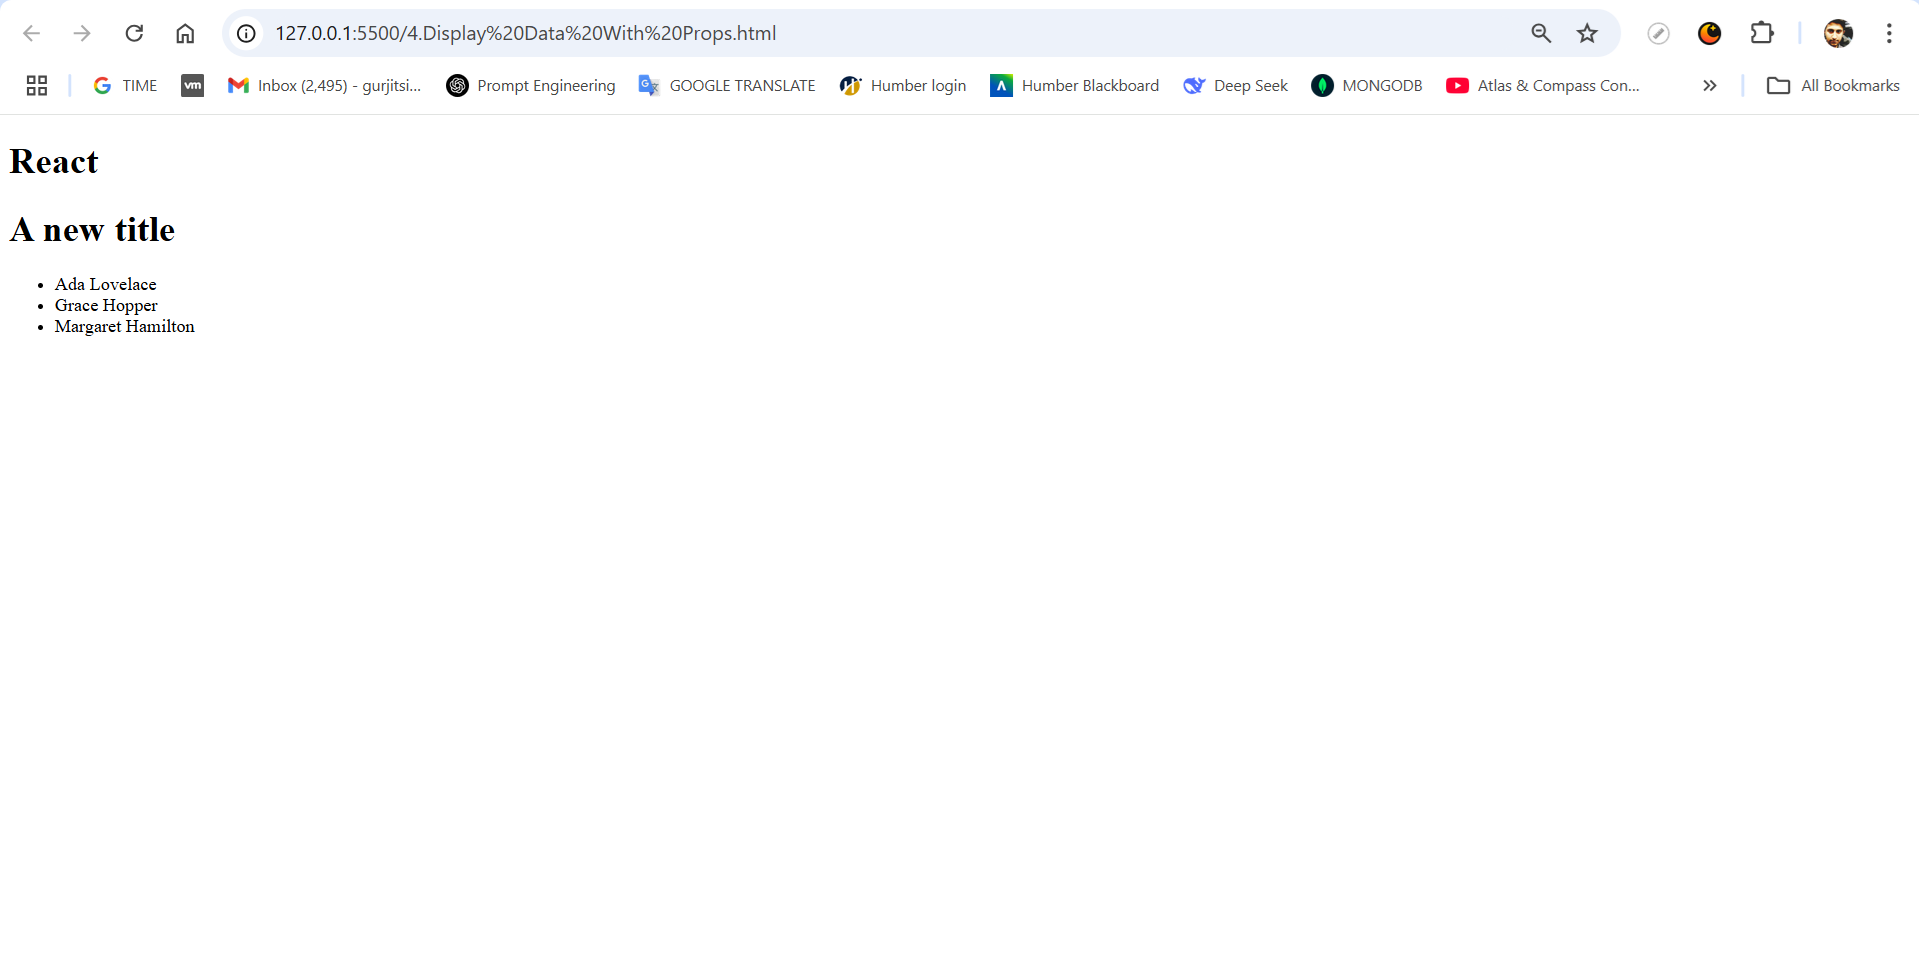 127.0.0.1:5500/4.Display%20Data%20With%20Props.html
TIME vm Inbox (2,495) - gurjitsi... Prompt Engineering GOOGLE TRANSLATE Humber login Humber Blackboard Deep Seek MONGODB Atlas & Compass Con... All Bookmarks
React
A new title
Ada Lovelace
Grace Hopper
Margaret Hamilton